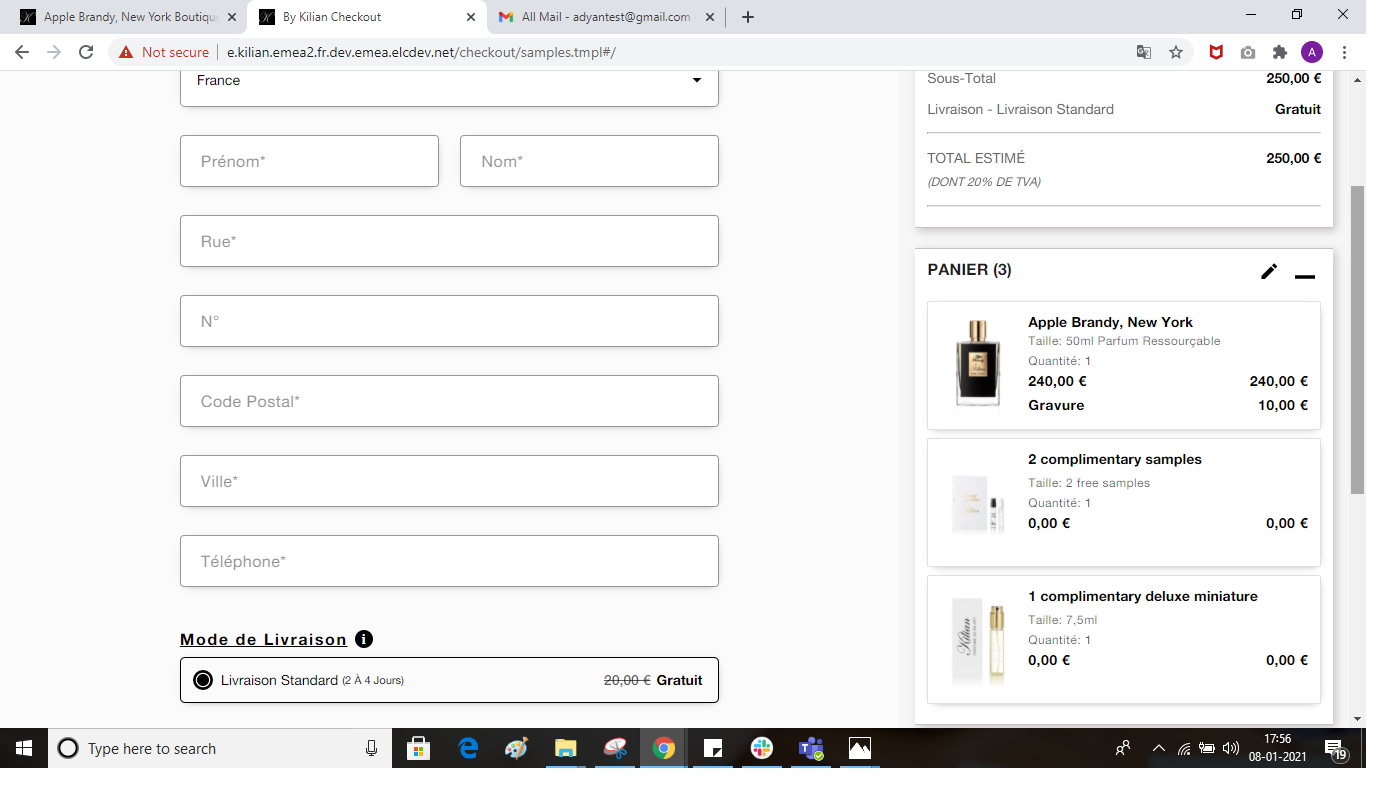 Apple Brandy, New York Boutique
By Kilian Checkout
All Mail - adyantest@gmail.com
Not secure
e.kilian.emea2.fr.dev.emea.elcdev.net/checkout/samples.tmpl#/
A
France
Prénom*
Nom*
Rue*
N°
Code Postal*
Ville*
Téléphone*
Mode de Livraison
Livraison Standard (2 À 4 Jours) 20,00 € Gratuit
Sous-Total 250,00 €
Livraison - Livraison Standard Gratuit
TOTAL ESTIMÉ 250,00 €
(DONT 20% DE TVA)
PANIER (3)
Apple Brandy, New York
Taille: 50ml Parfum Ressourçable
Quantité: 1
240,00 € 240,00 €
Gravure 10,00 €
2 complimentary samples
Taille: 2 free samples
Quantité: 1
0,00 € 0,00 €
1 complimentary deluxe miniature
Taille: 7,5ml
Quantité: 1
0,00 € 0,00 €
Kilian
Type here to search
17:56
08-01-2021
19